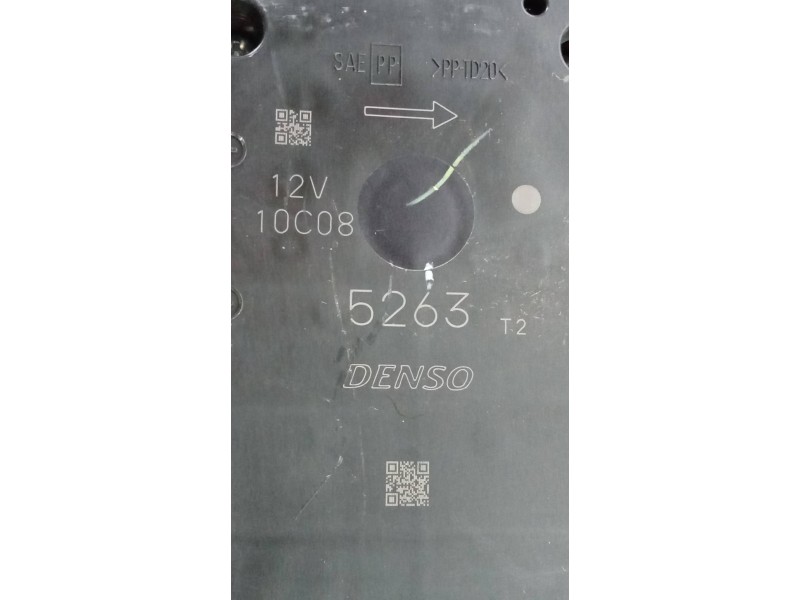 SAE PP >PP-TD20<
12V
10C08
5263 T2
DENSO